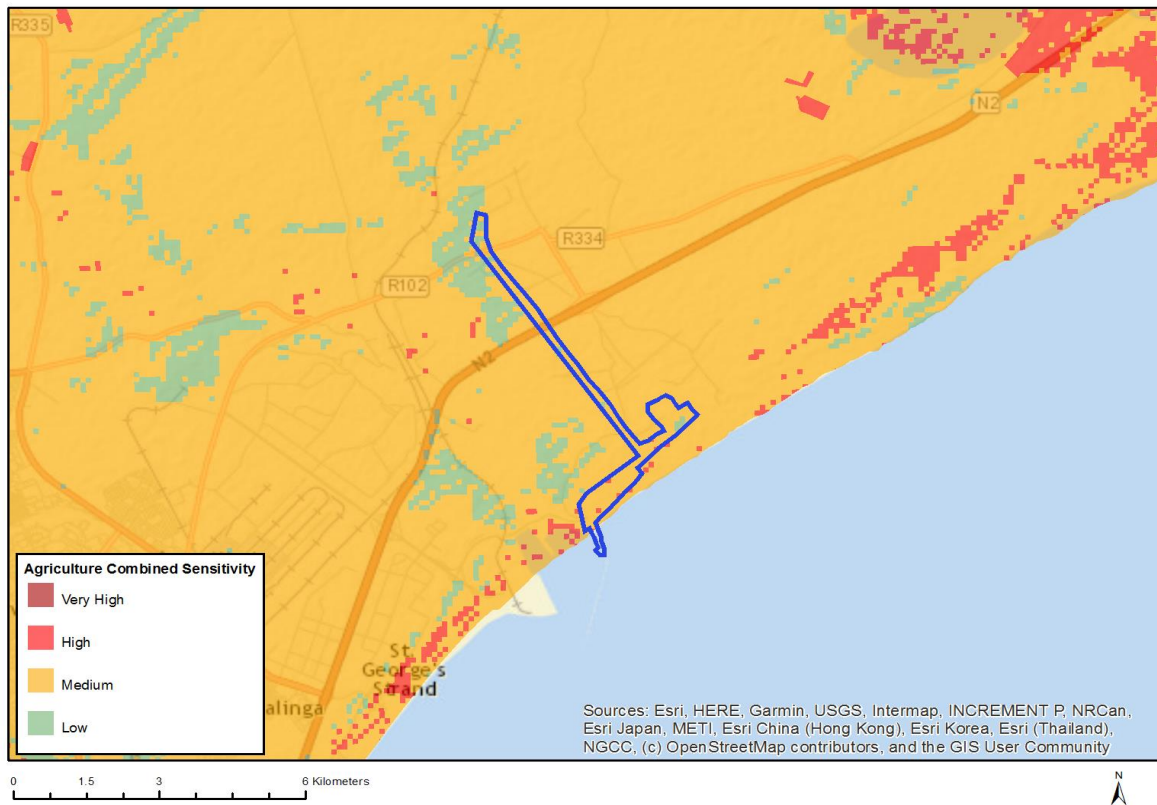 R335
N2
R334
R102
N2
St.
George's
Strand
alinga
Agriculture Combined Sensitivity
Very High
High
Medium
Low
Sources: Esri, HERE, Garmin, USGS, Intermap, INCREMENT P, NRCan,
Esri Japan, METI, Esri China (Hong Kong), Esri Korea, Esri (Thailand),
NGCC, (c) OpenStreetMap contributors, and the GIS User Community
0 1.5 3 6 Kilometers
N